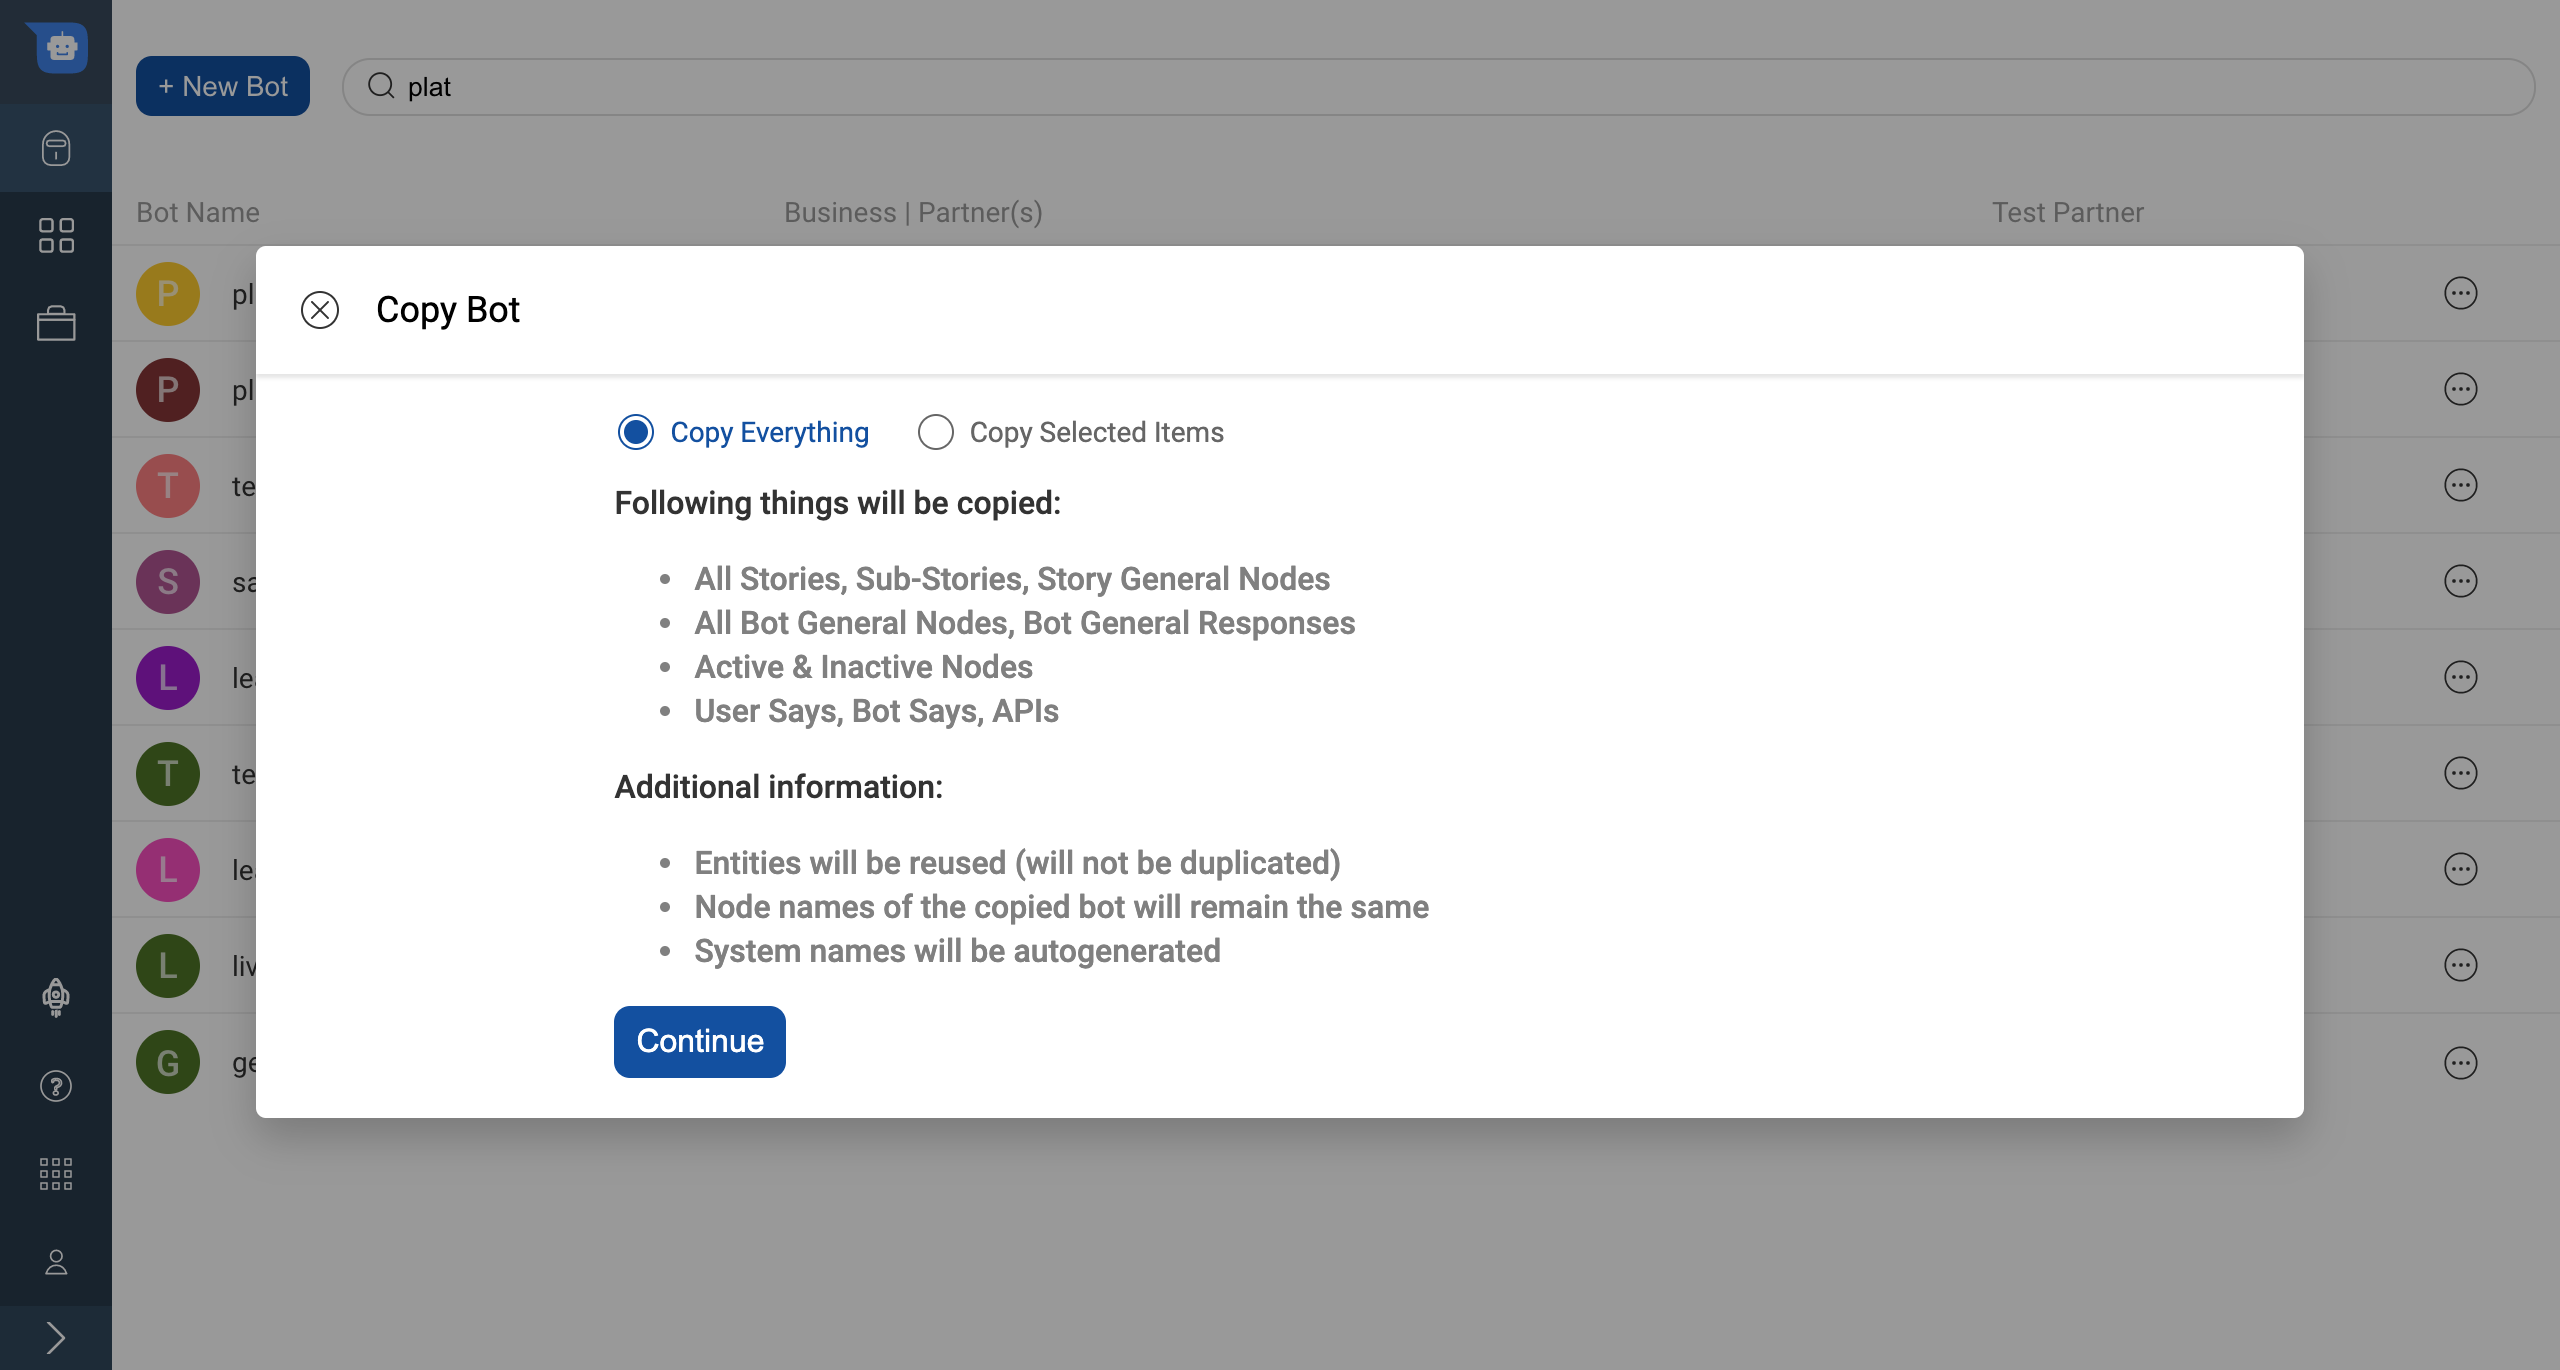 + New Bot
plat
Bot Name Business | Partner(s) Test Partner
P pl
Copy Bot
P pl
Copy Everything Copy Selected Items
T te
Following things will be copied:
S sa
• All Stories, Sub-Stories, Story General Nodes
• All Bot General Nodes, Bot General Responses
L le
• Active & Inactive Nodes
• User Says, Bot Says, APIs
T te
Additional information:
L le
• Entities will be reused (will not be duplicated)
• Node names of the copied bot will remain the same
L liv
• System names will be autogenerated
Continue
G ge